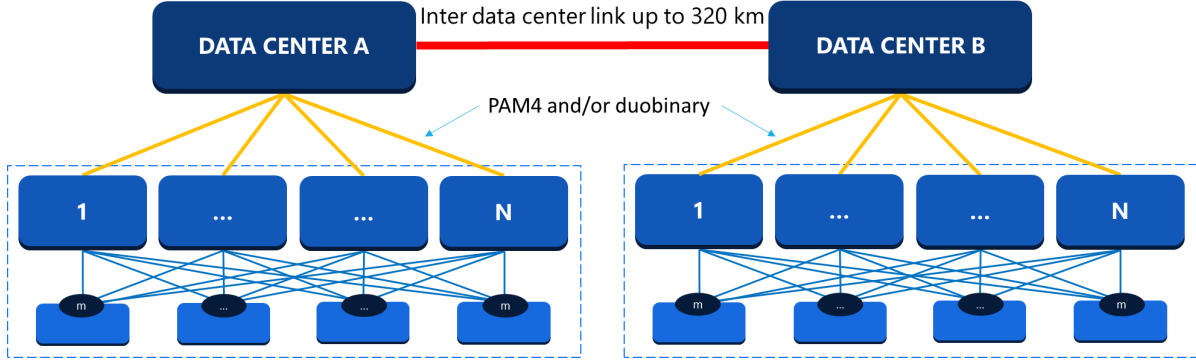 Inter data center link up to 320 km
DATA CENTER A
DATA CENTER B
PAM4 and/or duobinary
1
...
...
N
1
...
...
N
m
...
...
m
m
...
...
m